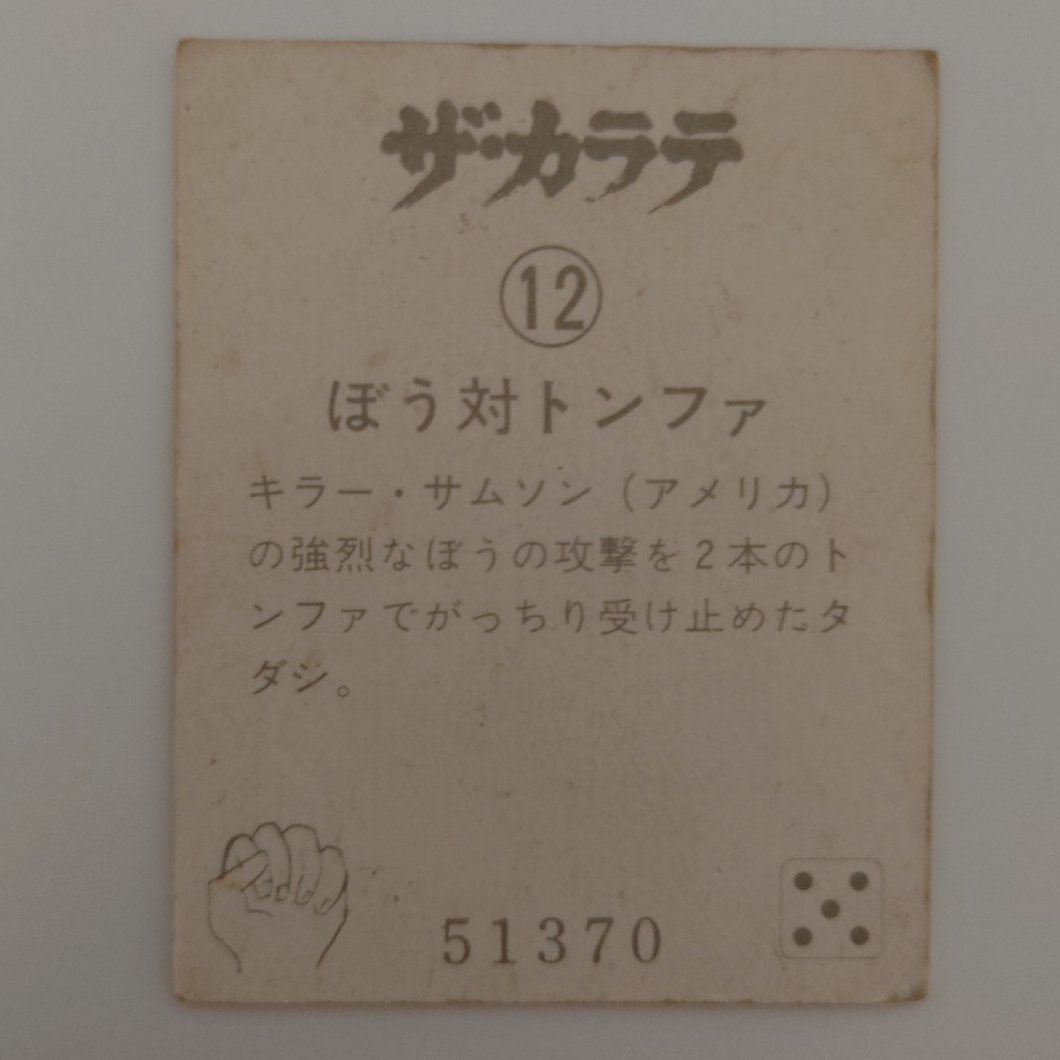 ザ・カラテ
⑫
ぼう対トンファ
キラー・サムソン（アメリカ）
の強烈なぼうの攻撃を２本のト
ンファでがっちり受け止めたタ
ダシ。
51370